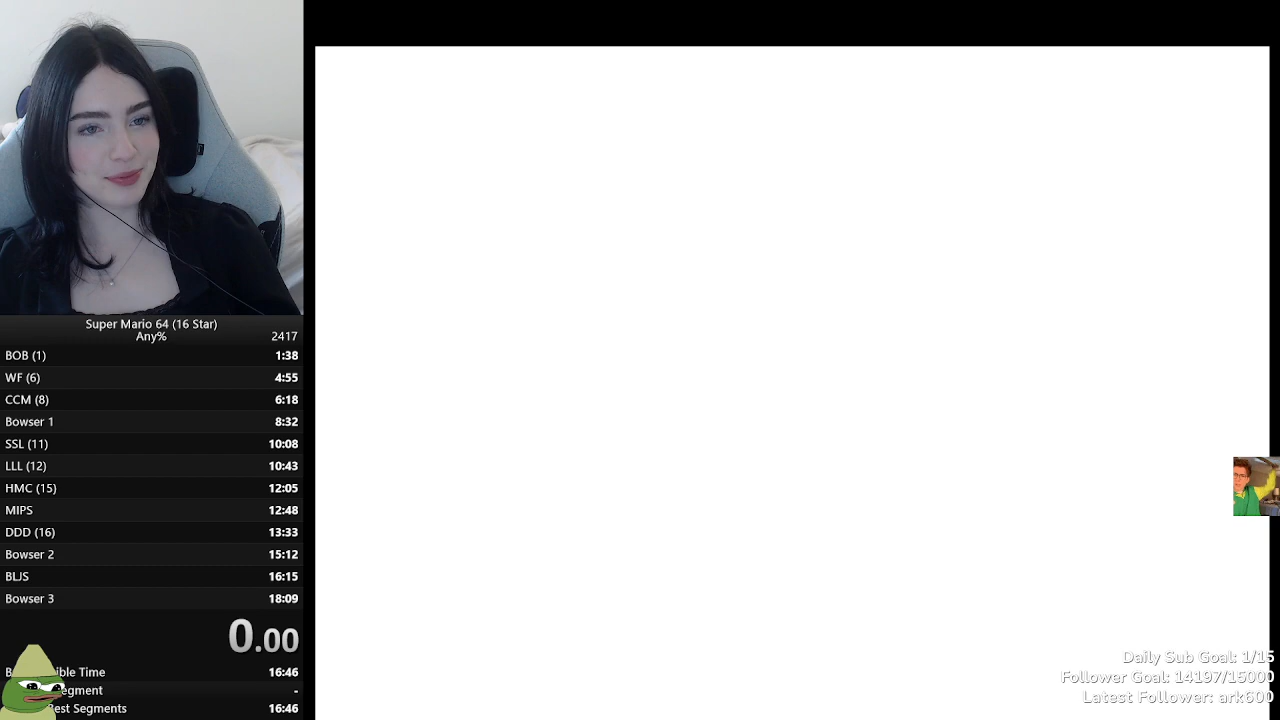 Super Mario 64 (16 Star)
Any% 2417
BOB (1) 1:38
WF (6) 4:55
CCM (8) 6:18
Bowser 1 8:32
SSL (11) 10:08
LLL (12) 10:43
HMC (15) 12:05
MIPS 12:48
DDD (16) 13:33
Bowser 2 15:12
BLJS 16:15
Bowser 3 18:09
0.00
ible Time 16:46
egment -
est Segments 16:46
Daily Sub Goal: 1/15
Follower Goal: 14197/15000
Latest Follower: ark600